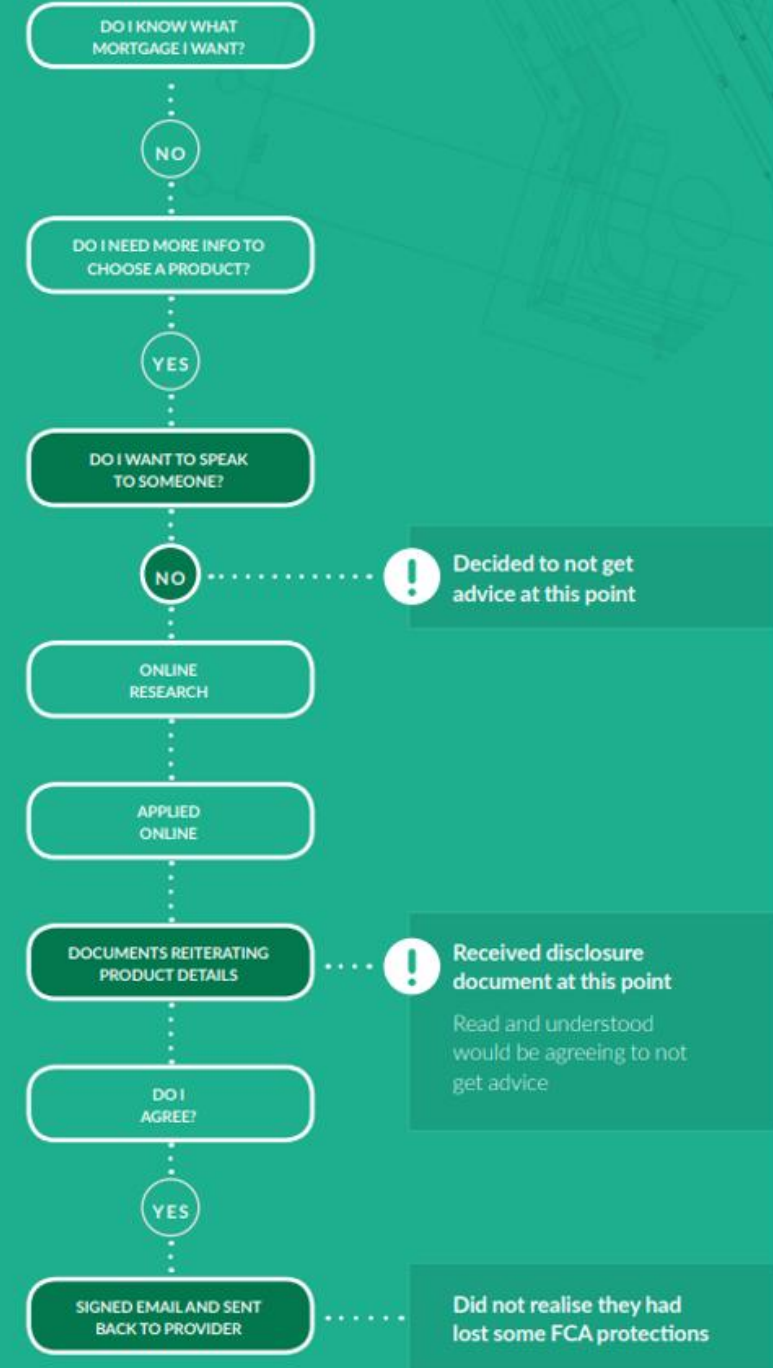 DO I KNOW WHAT
MORTGAGE I WANT?
NO
DO I NEED MORE INFO TO
CHOOSE A PRODUCT?
YES
DO I WANT TO SPEAK
TO SOMEONE?
NO
Decided to not get
advice at this point
ONLINE
RESEARCH
APPLIED
ONLINE
DOCUMENTS REITERATING
PRODUCT DETAILS
Received disclosure
document at this point
Read and understood
would be agreeing to not
get advice
DO I
AGREE?
YES
SIGNED EMAIL AND SENT
BACK TO PROVIDER
Did not realise they had
lost some FCA protections